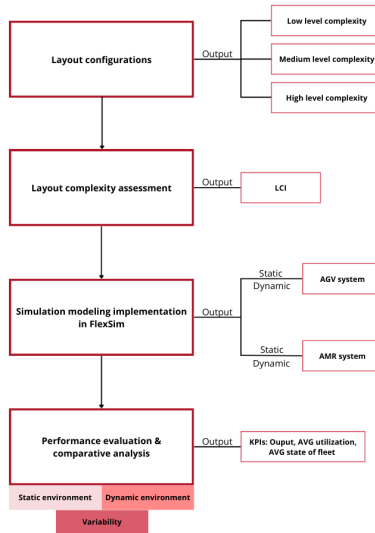 Low level complexity
Layout configurations
Output
Medium level complexity
High level complexity
Layout complexity assessment
Output
LCI
Static
Dynamic
AGV system
Simulation modeling implementation
in FlexSim
Output
Static
Dynamic
AMR system
Performance evaluation &
comparative analysis
Output
KPIs: Ouput, AVG utilization,
AVG state of fleet
Static environment
Dynamic environment
Variability